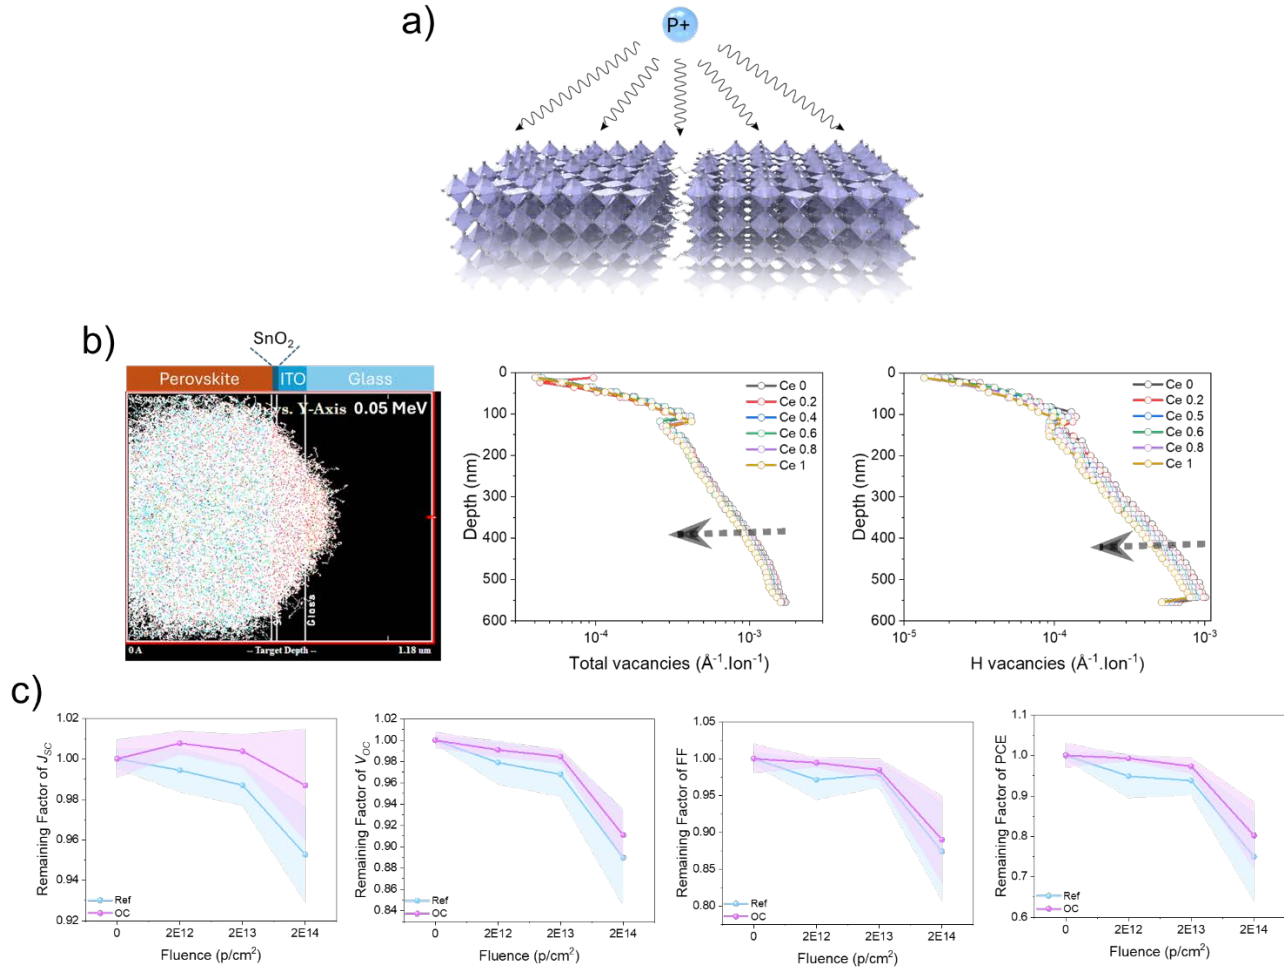 a)
P+
b)
SnO2
Perovskite
ITO
Glass
vs. Y-Axis 0.05 MeV
Glass
0 A
-- Target Depth --
1.18 um
0
100
200
300
400
500
600
Depth (nm)
10-4
10-3
Total vacancies (Å-1.Ion-1)
Ce 0
Ce 0.2
Ce 0.4
Ce 0.6
Ce 0.8
Ce 1
0
100
200
300
400
500
600
Depth (nm)
10-5
10-4
10-3
H vacancies (Å-1.Ion-1)
Ce 0
Ce 0.2
Ce 0.5
Ce 0.6
Ce 0.8
Ce 1
c)
1.02
1.00
0.98
0.96
0.94
0.92
Remaining Factor of JSC
Ref
OC
0
2E12
2E13
2E14
Fluence (p/cm2)
1.02
1.00
0.98
0.96
0.94
0.92
0.90
0.88
0.86
0.84
Remaining Factor of VOC
Ref
OC
0
2E12
2E13
2E14
Fluence (p/cm2)
1.05
1.00
0.95
0.90
0.85
0.80
Remaining Factor of FF
Ref
OC
0
2E12
2E13
2E14
Fluence (p/cm2)
1.1
1.0
0.9
0.8
0.7
0.6
Remaining Factor of PCE
Ref
OC
0
2E12
2E13
2E14
Fluence (p/cm2)